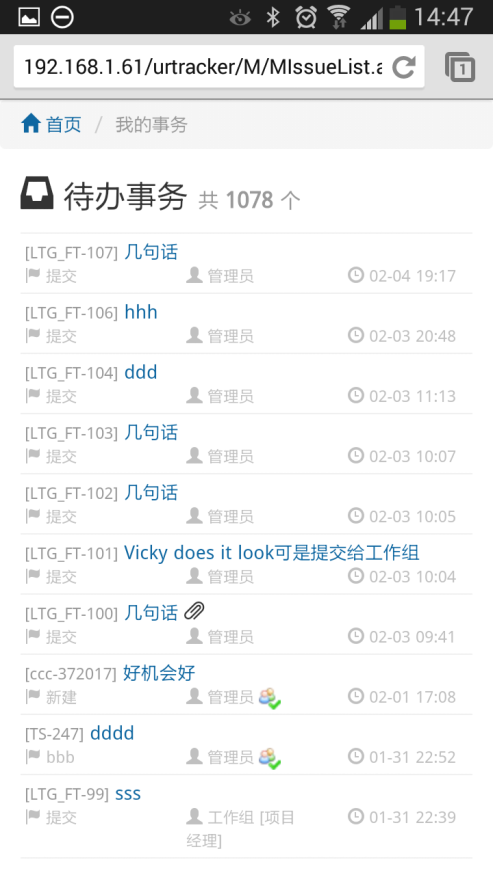 14:47
192.168.1.61/urtracker/M/MIssueList.a
1
首页 / 我的事务
待办事务 共 1078 个
[LTG_FT-107] 几句话
提交 管理员 02-04 19:17
[LTG_FT-106] hhh
提交 管理员 02-03 20:48
[LTG_FT-104] ddd
提交 管理员 02-03 11:13
[LTG_FT-103] 几句话
提交 管理员 02-03 10:07
[LTG_FT-102] 几句话
提交 管理员 02-03 10:05
[LTG_FT-101] Vicky does it look可是提交给工作组
提交 管理员 02-03 10:04
[LTG_FT-100] 几句话
提交 管理员 02-03 09:41
[ccc-372017] 好机会好
新建 管理员 02-01 17:08
[TS-247] dddd
bbb 管理员 01-31 22:52
[LTG_FT-99] sss
提交 工作组 [项目 01-31 22:39
经理]